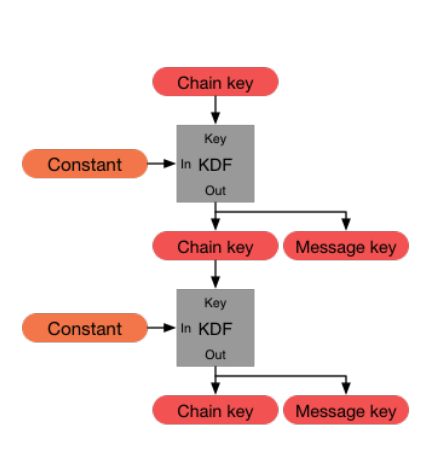 Chain key
Key
Constant
In KDF
Out
Chain key
Message key
Key
Constant
In KDF
Out
Chain key
Message key